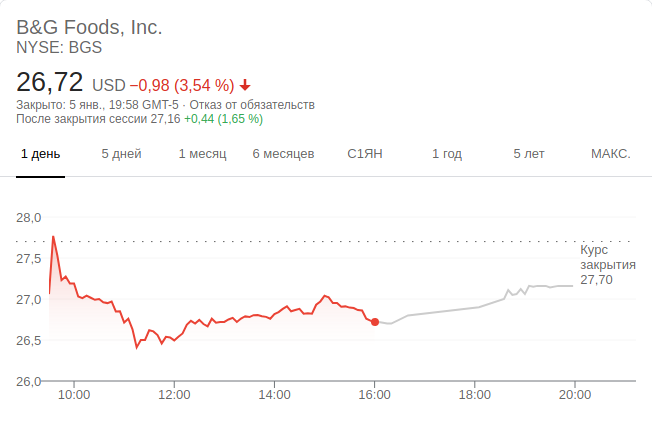 B&G Foods, Inc.
NYSE: BGS
26,72 USD −0,98 (3,54 %)
Закрыто: 5 янв., 19:58 GMT-5 · Отказ от обязательств
После закрытия сессии 27,16 +0,44 (1,65 %)
1 день 5 дней 1 месяц 6 месяцев С1ЯН 1 год 5 лет МАКС.
28,0
27,5
27,0
26,5
26,0
Курс
закрытия
27,70
10:00 12:00 14:00 16:00 18:00 20:00